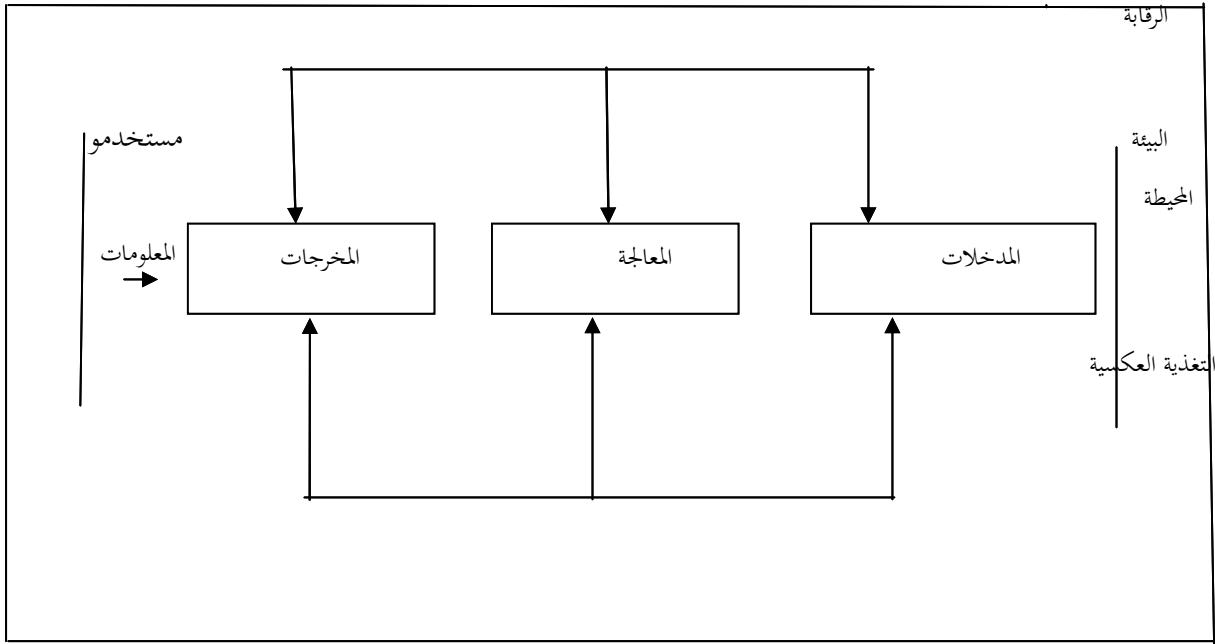 الرقابة
البيئة
مستخدمو
المحيطة
المدخلات
المعالجة
المخرجات
المعلومات
التغذية العكسية